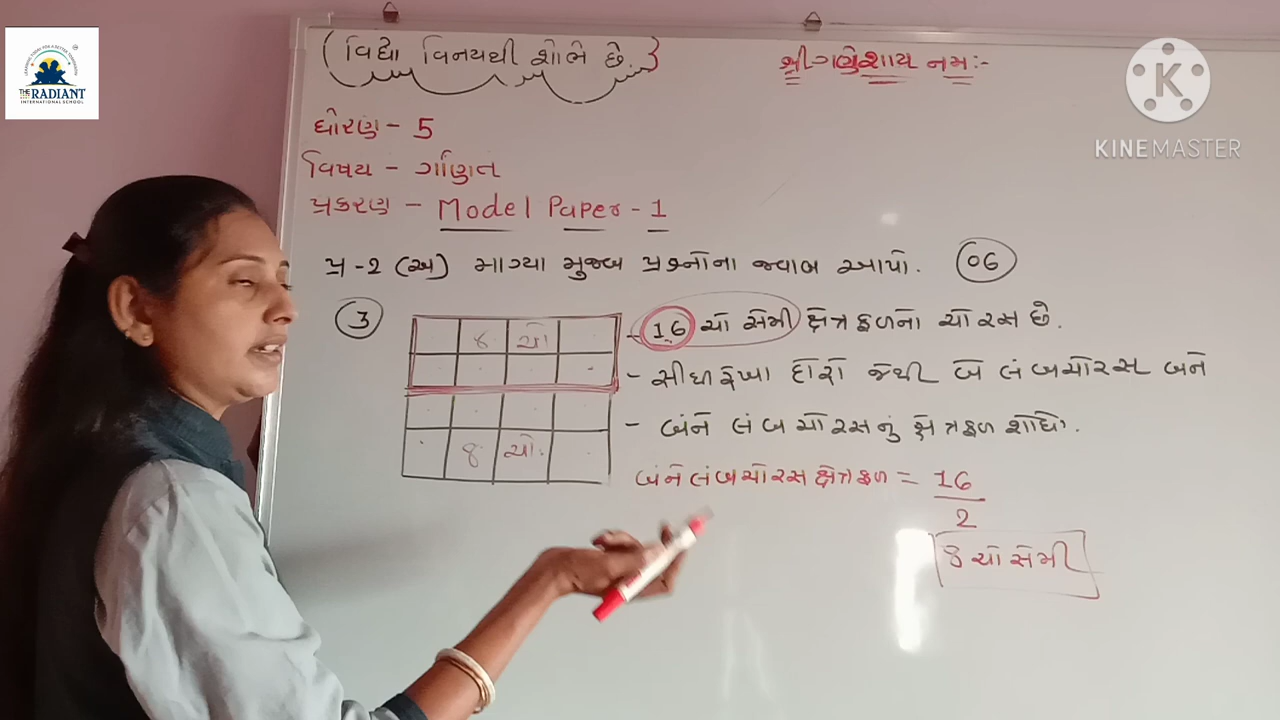 THE RADIANT
INTERNATIONAL SCHOOL
K
KINEMASTER
વિદ્યા વિનયથી શોભે છે.
શ્રી ગણેશાય નમઃ-
ધોરણ - 5
વિષય - ગણિત
પ્રકરણ - Model Paper - 1
પ્ર-૨ (અ) માગ્યા મુજબ પ્રશ્નોના જવાબ આપો. ૦6
3
8 ચો
8 ચો.
- 16 ચો સેમી ક્ષેત્રફળનો ચોરસ છે.
- સીધી રેખા દોરો જેથી બે લંબચોરસ બને
- બંને લંબચોરસનું ક્ષેત્રફળ શોધો.
બંને લંબચોરસ ક્ષેત્રફળ = 16
2
8 ચો સેમી